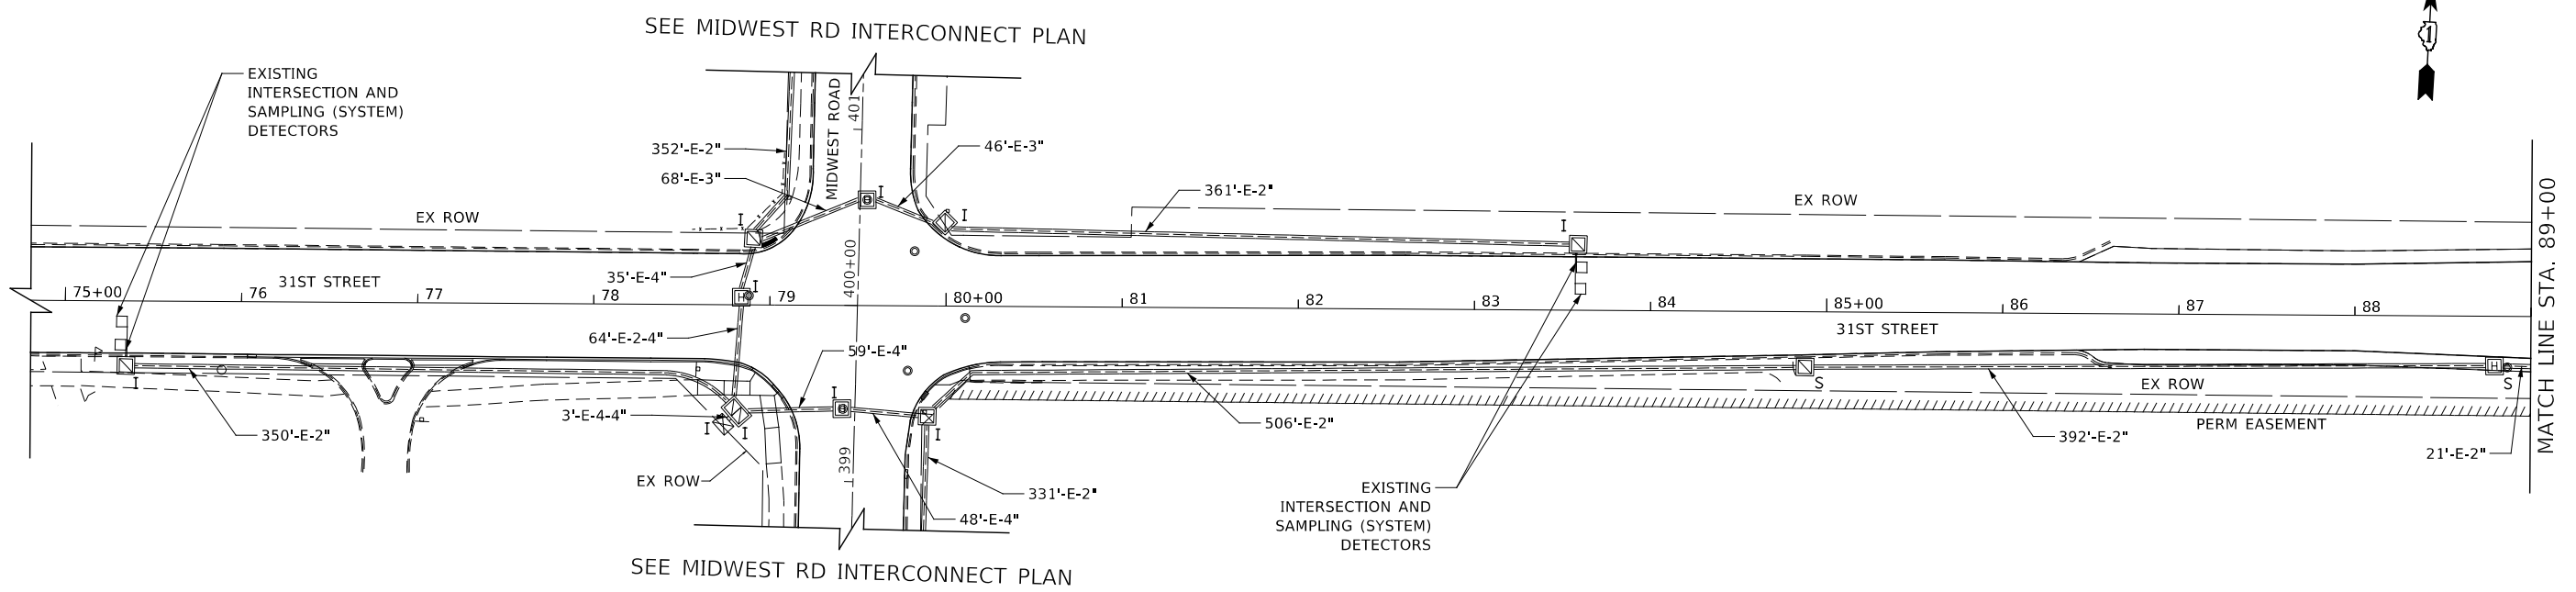 SEE MIDWEST RD INTERCONNECT PLAN
EXISTING
INTERSECTION AND
SAMPLING (SYSTEM)
DETECTORS
MIDWEST ROAD
401
352'-E-2"
68'-E-3"
46'-E-3"
361'-E-2"
EX ROW
EX ROW
I
I
I
I
35'-E-4"
400+00
31ST STREET
75+00
76
77
78
79
80+00
81
82
83
84
85+00
86
87
88
H
I
31ST STREET
64'-E-2-4"
59'-E-4"
I
I
3'-E-4-4"
I
I
I
H
S
S
EX ROW
350'-E-2"
506'-E-2"
392'-E-2"
PERM EASEMENT
21'-E-2"
399
EX ROW
331'-E-2"
48'-E-4"
EXISTING
INTERSECTION AND
SAMPLING (SYSTEM)
DETECTORS
SEE MIDWEST RD INTERCONNECT PLAN
MATCH LINE STA. 89+00
1